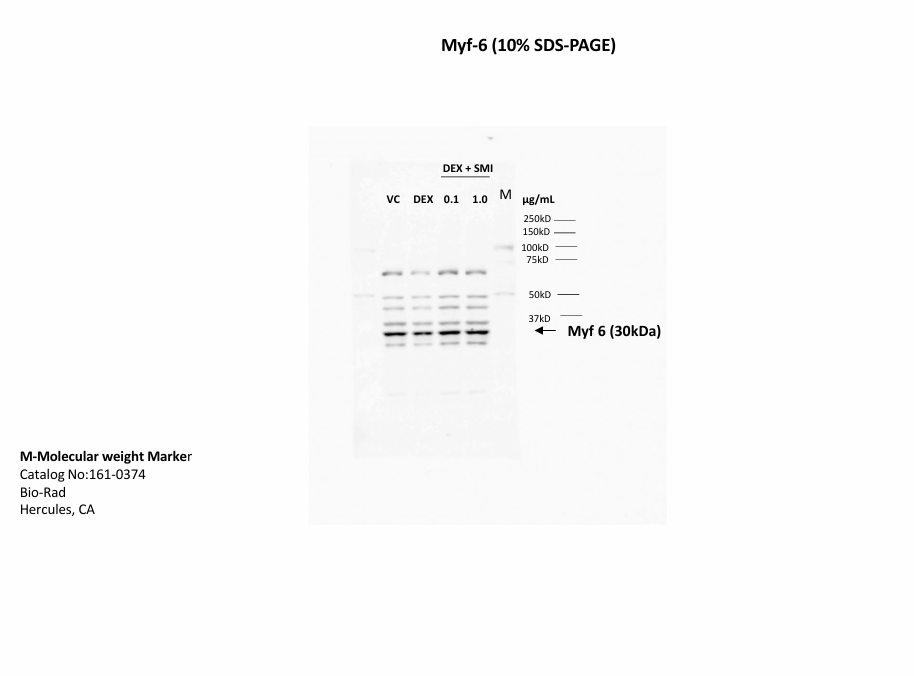 Myf-6 (10% SDS-PAGE)
DEX + SMI
VC DEX 0.1 1.0 M µg/mL
250kD
150kD
100kD
75kD
50kD
37kD
Myf 6 (30kDa)
M-Molecular weight Marker
Catalog No:161-0374
Bio-Rad
Hercules, CA